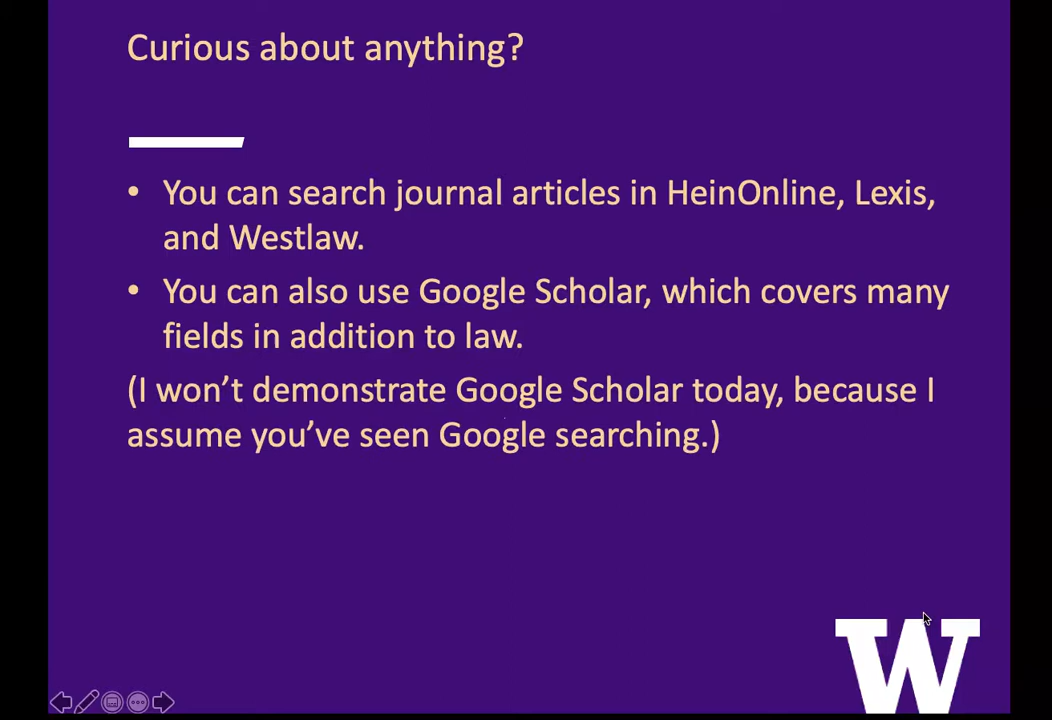 Curious about anything?
• You can search journal articles in HeinOnline, Lexis,
and Westlaw.
• You can also use Google Scholar, which covers many
fields in addition to law.
(I won’t demonstrate Google Scholar today, because I
assume you’ve seen Google searching.)
W